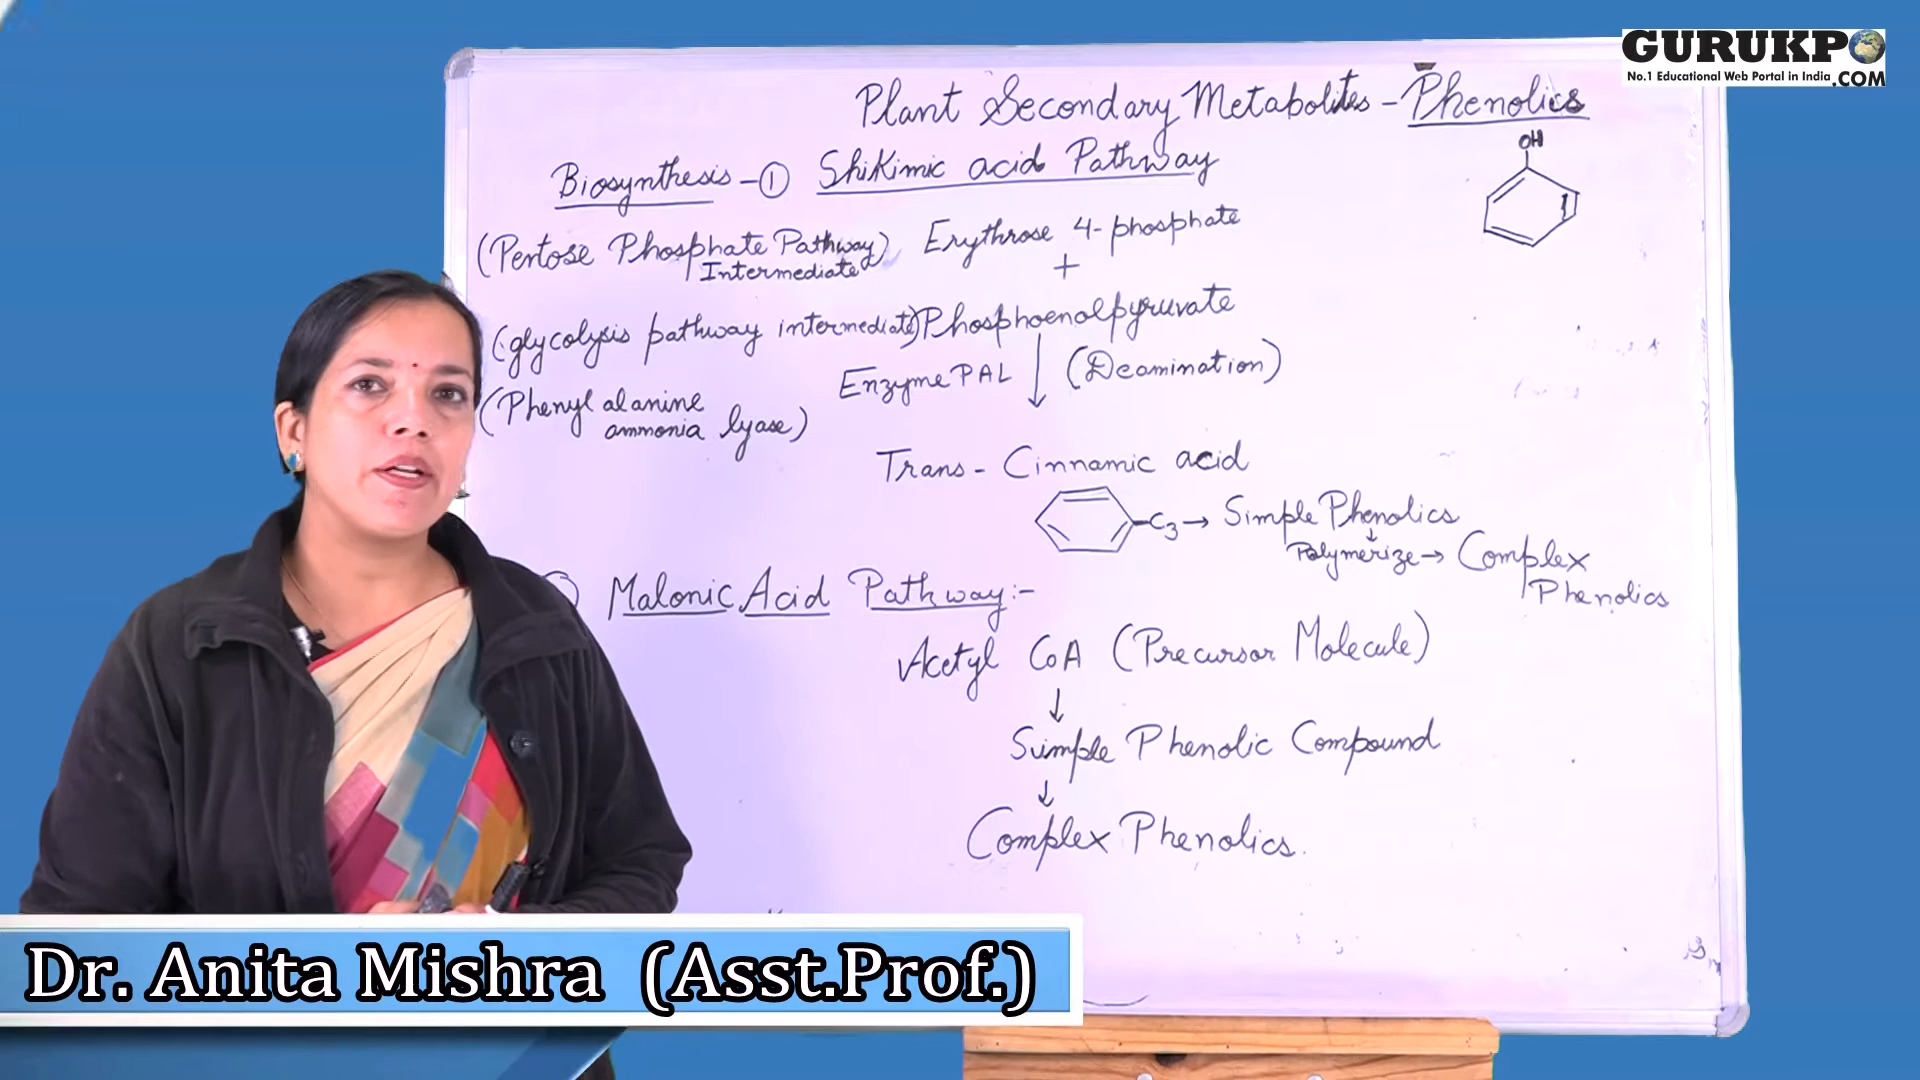 GURUKPO
No.1 Educational Web Portal in India .COM
Plant Secondary Metabolites - Phenolics
OH
Biosynthesis - ① Shikimic acid Pathway
(Pentose Phosphate Pathway) Erythrose 4-phosphate
Intermediate
+
(glycolysis pathway intermediate) Phosphoenolpyruvate
Enzyme PAL ↓ (Deamination)
(Phenyl alanine
ammonia lyase)
Trans - Cinnamic acid
-C3 → Simple Phenolics
↓
Polymerize → Complex
Phenolics
Malonic Acid Pathway :-
Acetyl CoA (Precursor Molecule)
↓
Simple Phenolic Compound
↓
Complex Phenolics.
Dr. Anita Mishra (Asst.Prof.)